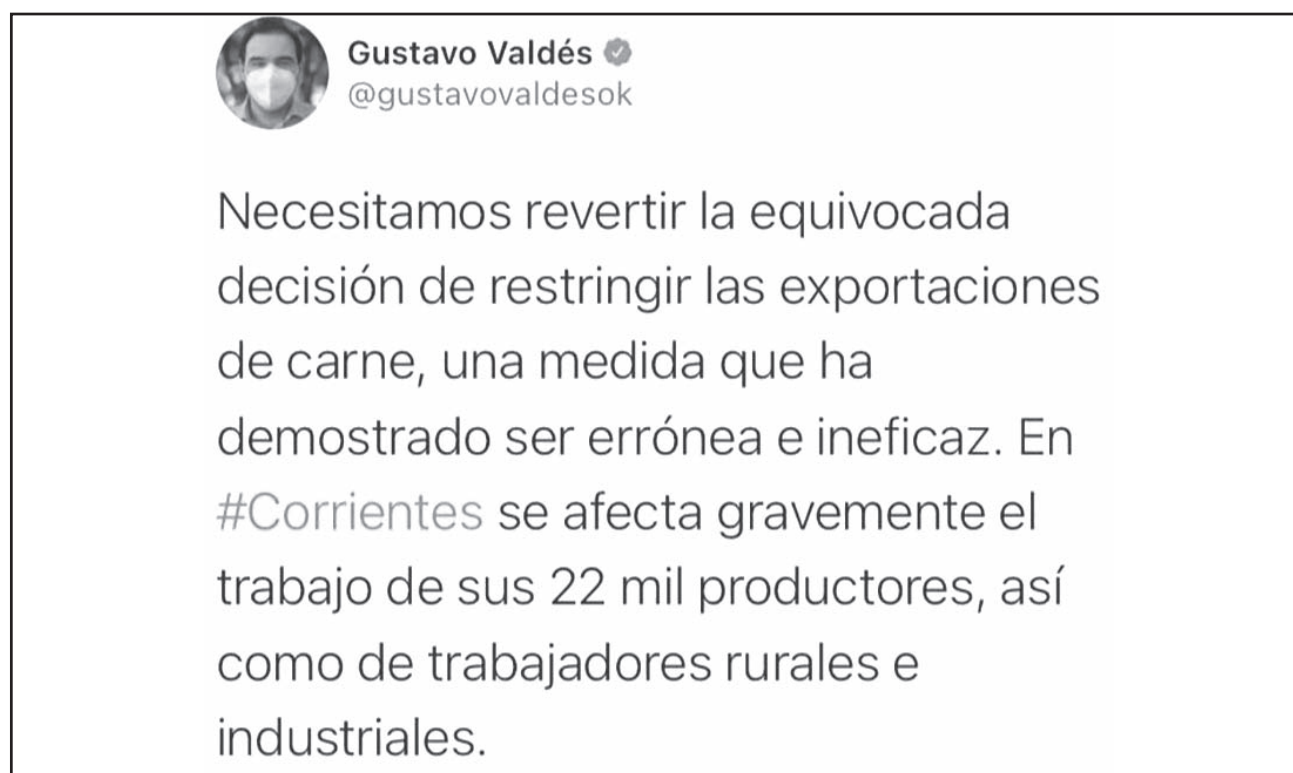 Gustavo Valdés
@gustavovaldesok
Necesitamos revertir la equivocada
decisión de restringir las exportaciones
de carne, una medida que ha
demostrado ser errónea e ineficaz. En
#Corrientes se afecta gravemente el
trabajo de sus 22 mil productores, así
como de trabajadores rurales e
industriales.